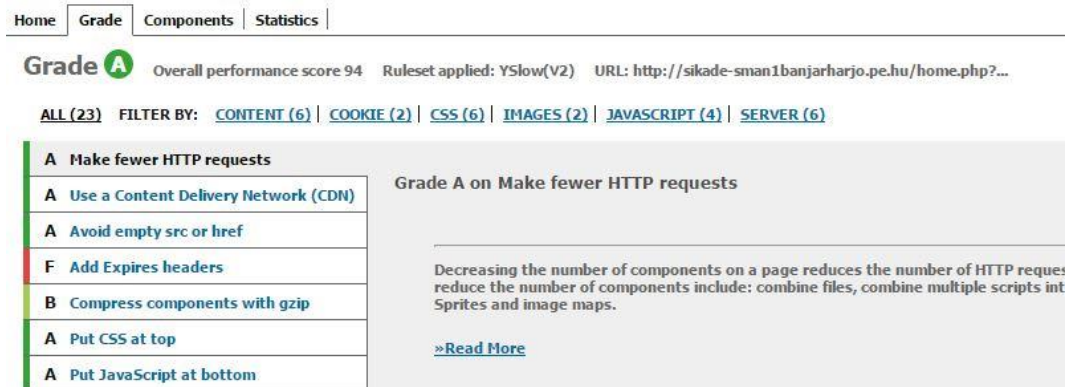 Home Grade Components Statistics
Grade A Overall performance score 94 Ruleset applied: YSlow(V2) URL: http://sikade-sman1banjarharjo.pe.hu/home.php?...
ALL (23) FILTER BY: CONTENT (6) | COOKIE (2) | CSS (6) | IMAGES (2) | JAVASCRIPT (4) | SERVER (6)
A Make fewer HTTP requests
A Use a Content Delivery Network (CDN)
A Avoid empty src or href
F Add Expires headers
B Compress components with gzip
A Put CSS at top
A Put JavaScript at bottom
Grade A on Make fewer HTTP requests
Decreasing the number of components on a page reduces the number of HTTP
reduce the number of components include: combine files, combine multiple scripts
Sprites and image maps.
»Read More